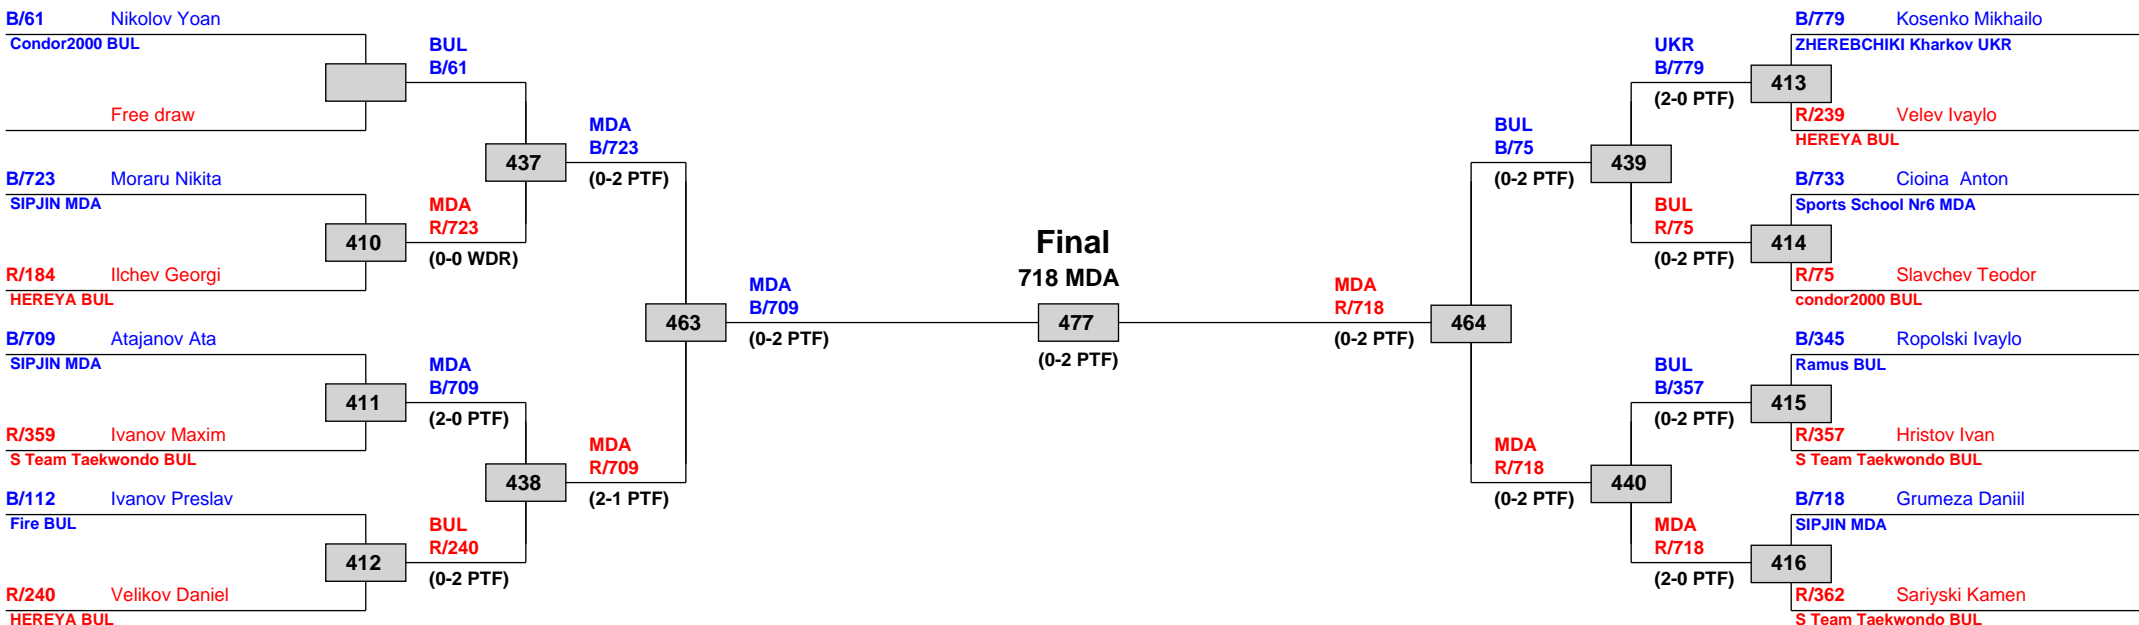 B/61 Nikolov Yoan
Condor2000 BUL
Free draw
B/723 Moraru Nikita
SIPJIN MDA
R/184 Ilchev Georgi
HEREYA BUL
B/709 Atajanov Ata
SIPJIN MDA
R/359 Ivanov Maxim
S Team Taekwondo BUL
B/112 Ivanov Preslav
Fire BUL
R/240 Velikov Daniel
HEREYA BUL
410
411
412
BUL
B/61
MDA
R/723
(0-0 WDR)
MDA
B/709
(2-0 PTF)
BUL
R/240
(0-2 PTF)
437
438
MDA
B/723
(0-2 PTF)
MDA
R/709
(2-1 PTF)
463
MDA
B/709
(0-2 PTF)
Final
718 MDA
477
(0-2 PTF)
MDA
R/718
(0-2 PTF)
464
BUL
B/75
(0-2 PTF)
MDA
R/718
(0-2 PTF)
439
440
UKR
B/779
(2-0 PTF)
BUL
R/75
(0-2 PTF)
BUL
B/357
(0-2 PTF)
MDA
R/718
(2-0 PTF)
413
414
415
416
B/779 Kosenko Mikhailo
ZHEREBCHIKI Kharkov UKR
R/239 Velev Ivaylo
HEREYA BUL
B/733 Cioina Anton
Sports School Nr6 MDA
R/75 Slavchev Teodor
condor2000 BUL
B/345 Ropolski Ivaylo
Ramus BUL
R/357 Hristov Ivan
S Team Taekwondo BUL
B/718 Grumeza Daniil
SIPJIN MDA
R/362 Sariyski Kamen
S Team Taekwondo BUL